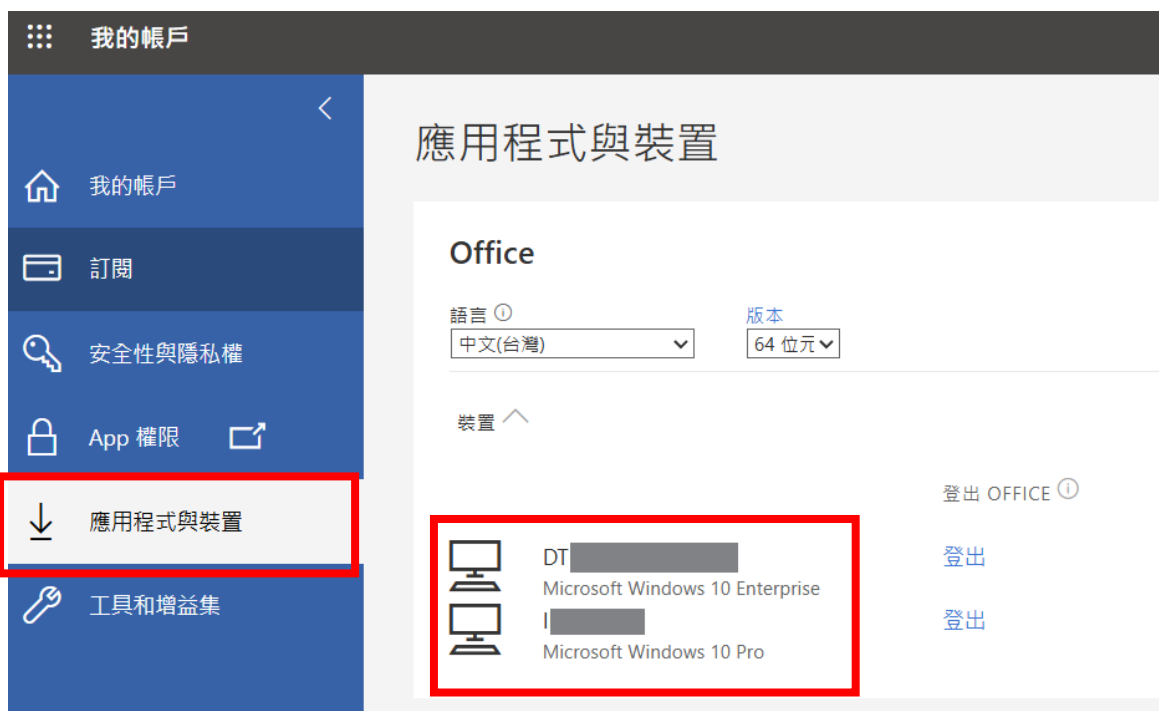 我的帳戶
我的帳戶
訂閱
安全性與隱私權
App 權限
應用程式與裝置
工具和增益集
應用程式與裝置
Office
語言 版本
中文(台灣) 64 位元
裝置
登出 OFFICE
DT 登出
Microsoft Windows 10 Enterprise
I 登出
Microsoft Windows 10 Pro